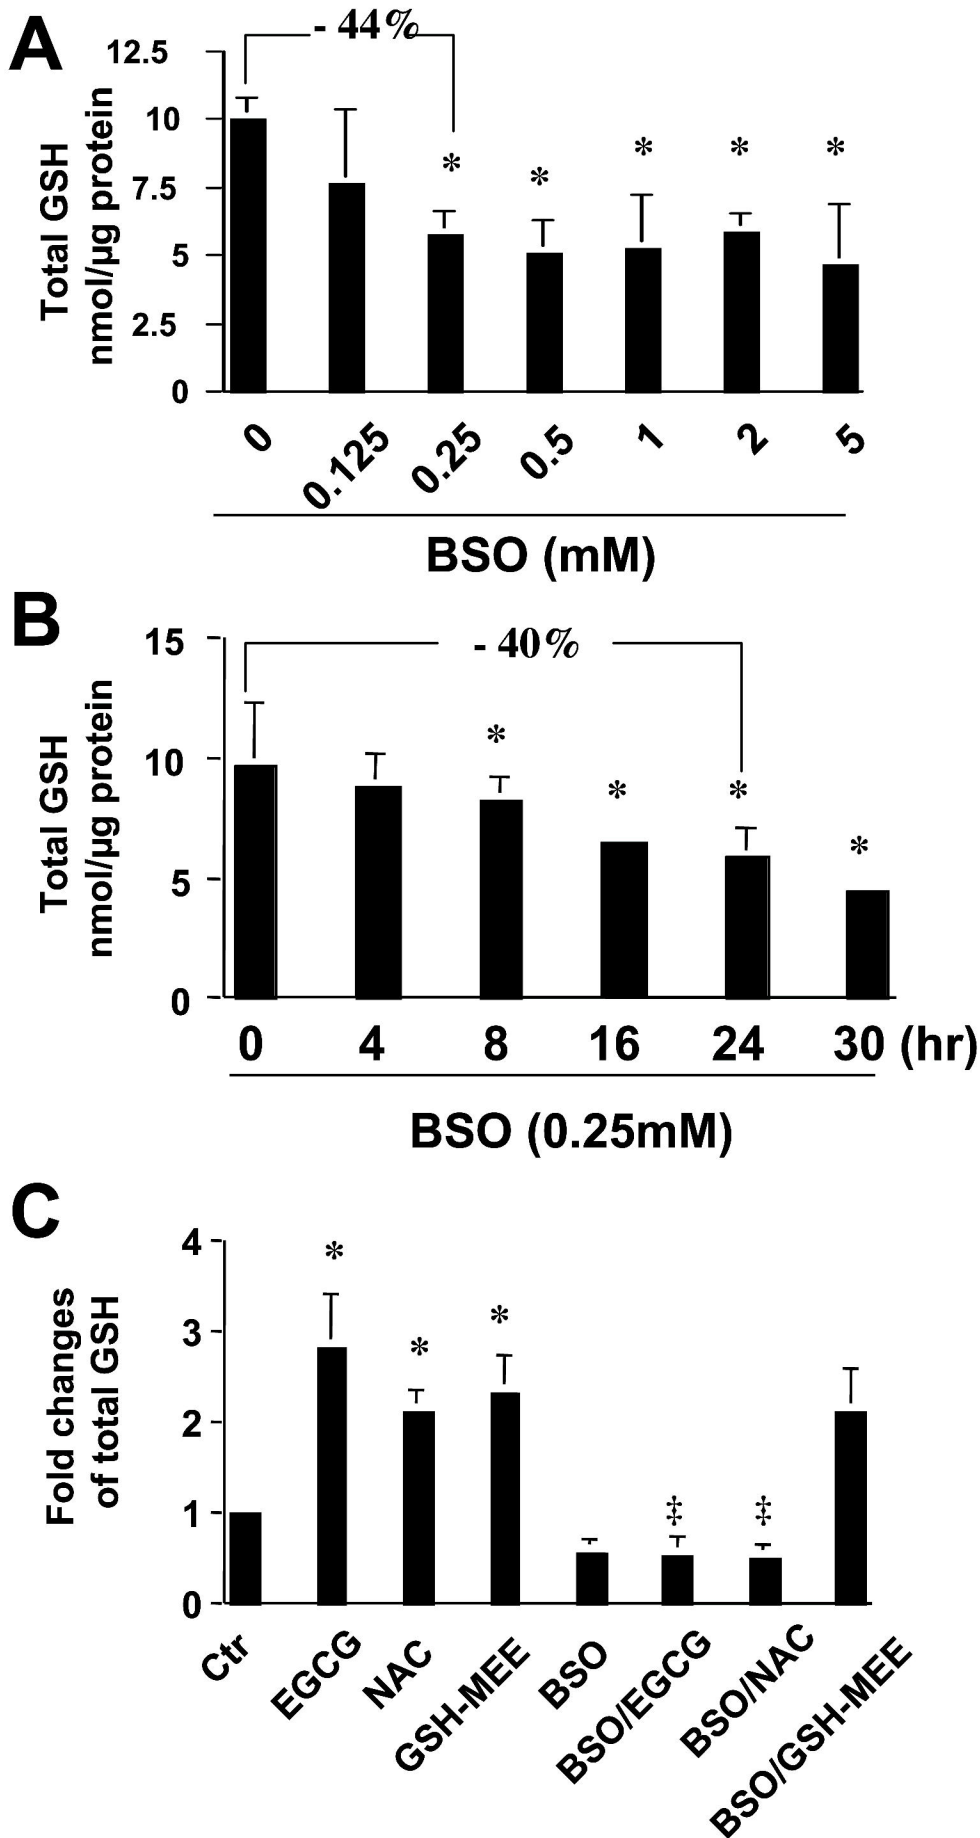 A
- 44%
Total GSH
nmol/µg protein
12.5
10
7.5
5
2.5
0
* * * * *
0 0.125 0.25 0.5 1 2 5
BSO (mM)
B
- 40%
Total GSH
nmol/µg protein
15
10
5
0
* * * *
0 4 8 16 24 30 (hr)
BSO (0.25mM)
C
Fold changes
of total GSH
4
3
2
1
0
* * * ‡ ‡
Ctr
EGCG
NAC
GSH-MEE
BSO
BSO/EGCG
BSO/NAC
BSO/GSH-MEE